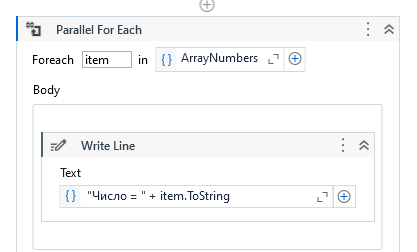 Parallel For Each
Foreach item in { } ArrayNumbers
Body
Write Line
Text
{ } "Число = " + item.ToString